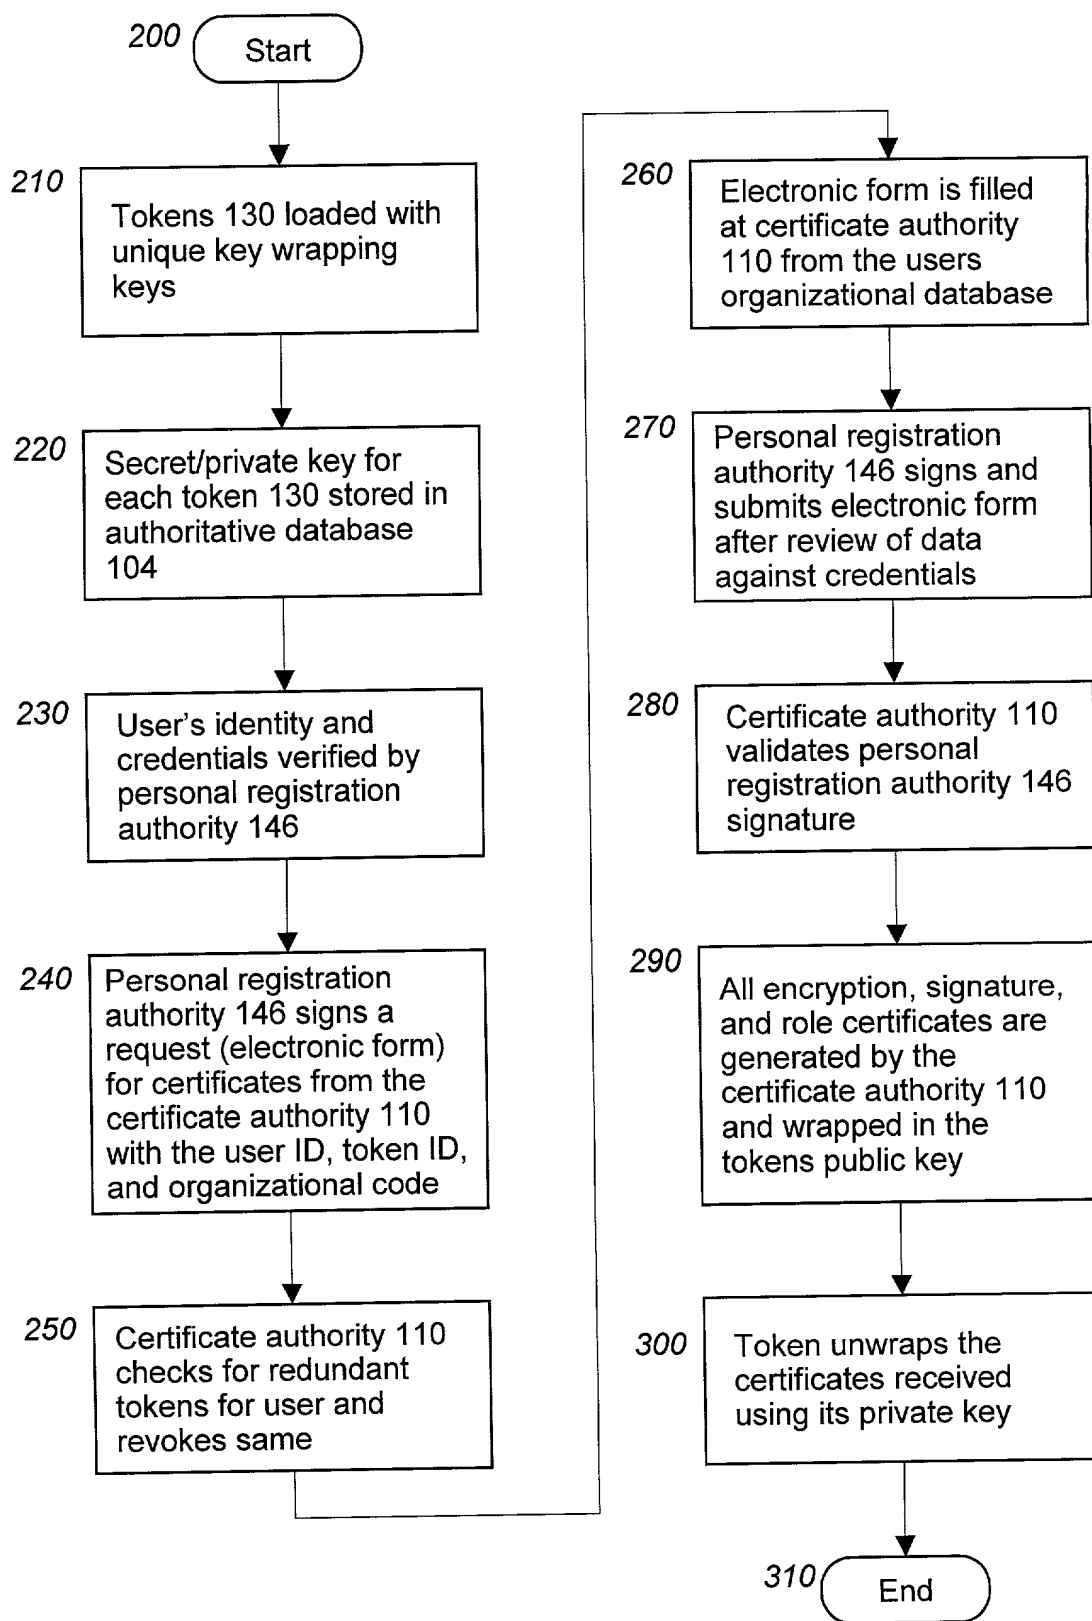 200
Start
210
Tokens 130 loaded with
unique key wrapping
keys
220
Secret/private key for
each token 130 stored in
authoritative database
104
230
User's identity and
credentials verified by
personal registration
authority 146
240
Personal registration
authority 146 signs a
request (electronic form)
for certificates from the
certificate authority 110
with the user ID, token ID,
and organizational code
250
Certificate authority 110
checks for redundant
tokens for user and
revokes same
260
Electronic form is filled
at certificate authority
110 from the users
organizational database
270
Personal registration
authority 146 signs and
submits electronic form
after review of data
against credentials
280
Certificate authority 110
validates personal
registration authority 146
signature
290
All encryption, signature,
and role certificates are
generated by the
certificate authority 110
and wrapped in the
tokens public key
300
Token unwraps the
certificates received
using its private key
310
End